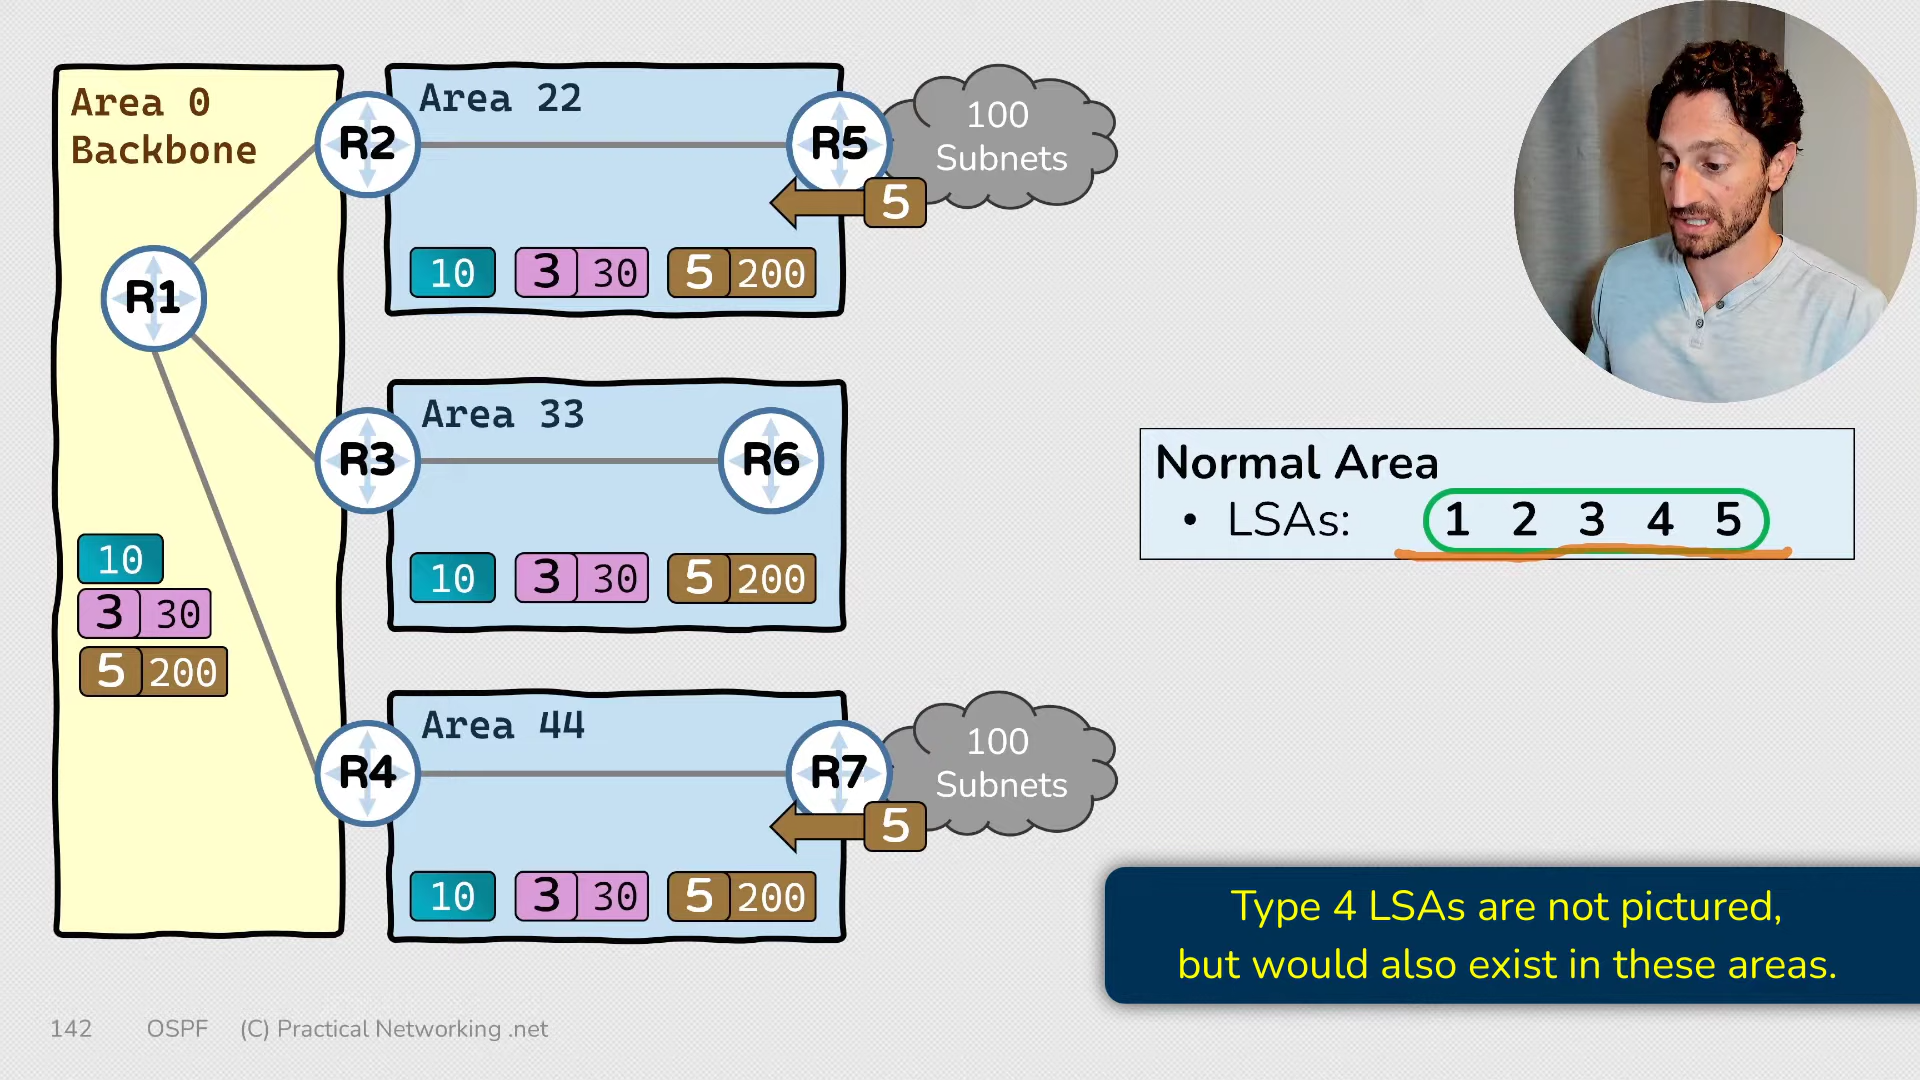 Area 0
Backbone
R1
10
3 30
5 200
R2
Area 22
R5
100
Subnets
5
10 3 30 5 200
R3
Area 33
R6
10 3 30 5 200
R4
Area 44
R7
100
Subnets
5
10 3 30 5 200
Normal Area
• LSAs: 1 2 3 4 5
Type 4 LSAs are not pictured,
but would also exist in these areas.
142 OSPF (C) Practical Networking .net